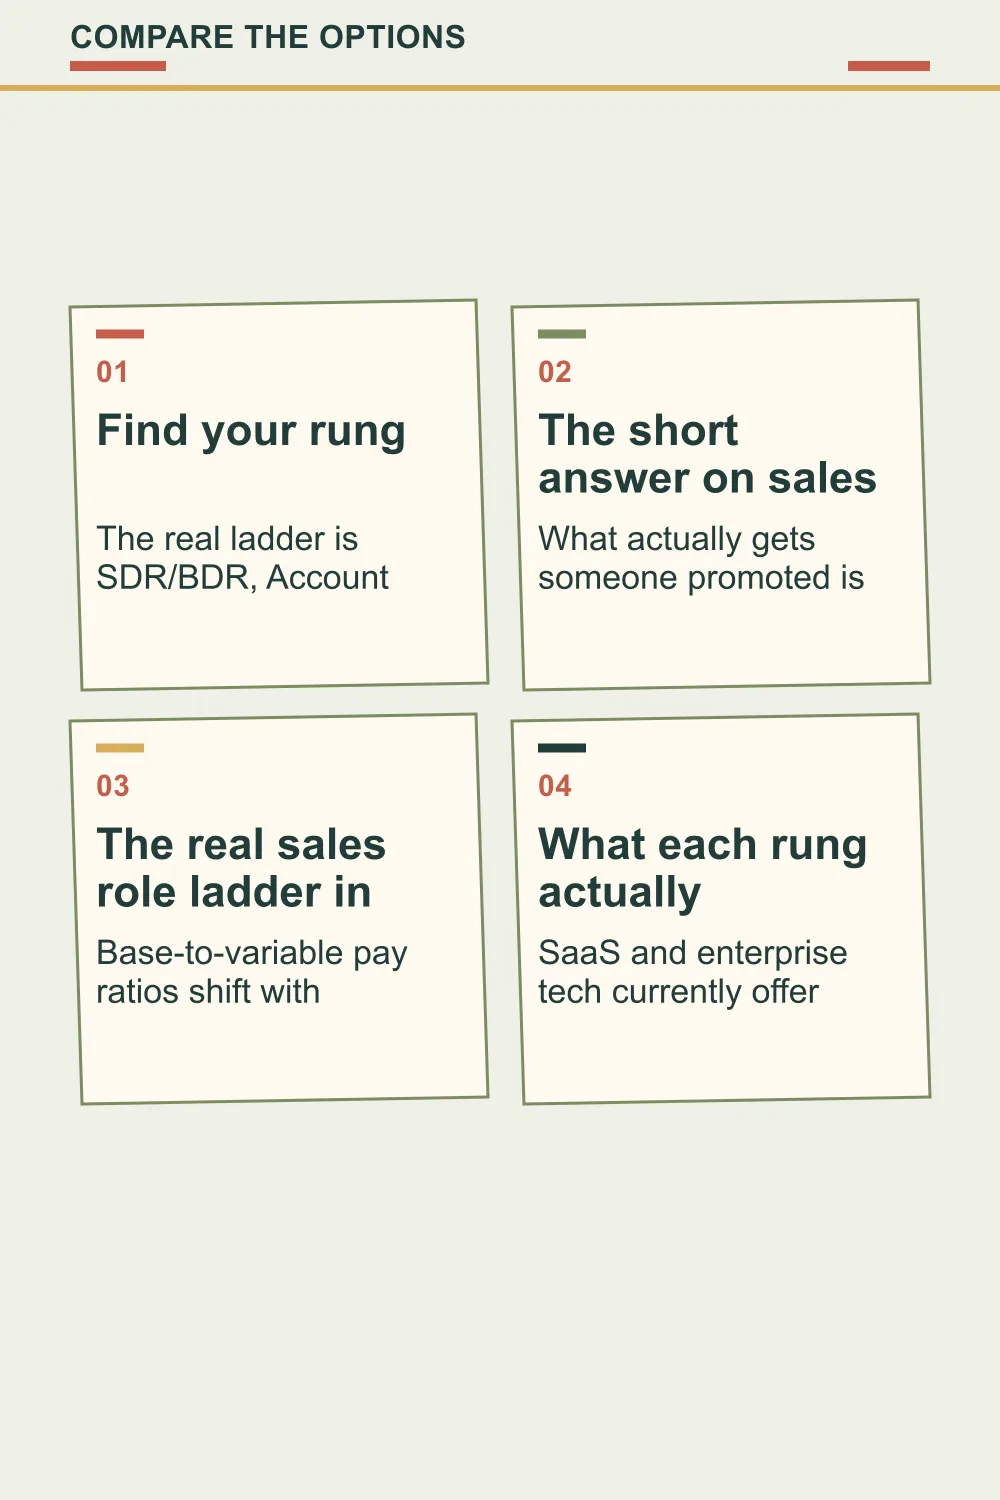 COMPARE THE OPTIONS
01
Find your rung
The real ladder is
SDR/BDR, Account
02
The short
answer on sales
What actually gets
someone promoted is
03
The real sales
role ladder in
Base-to-variable pay
ratios shift with
04
What each rung
actually
SaaS and enterprise
tech currently offer